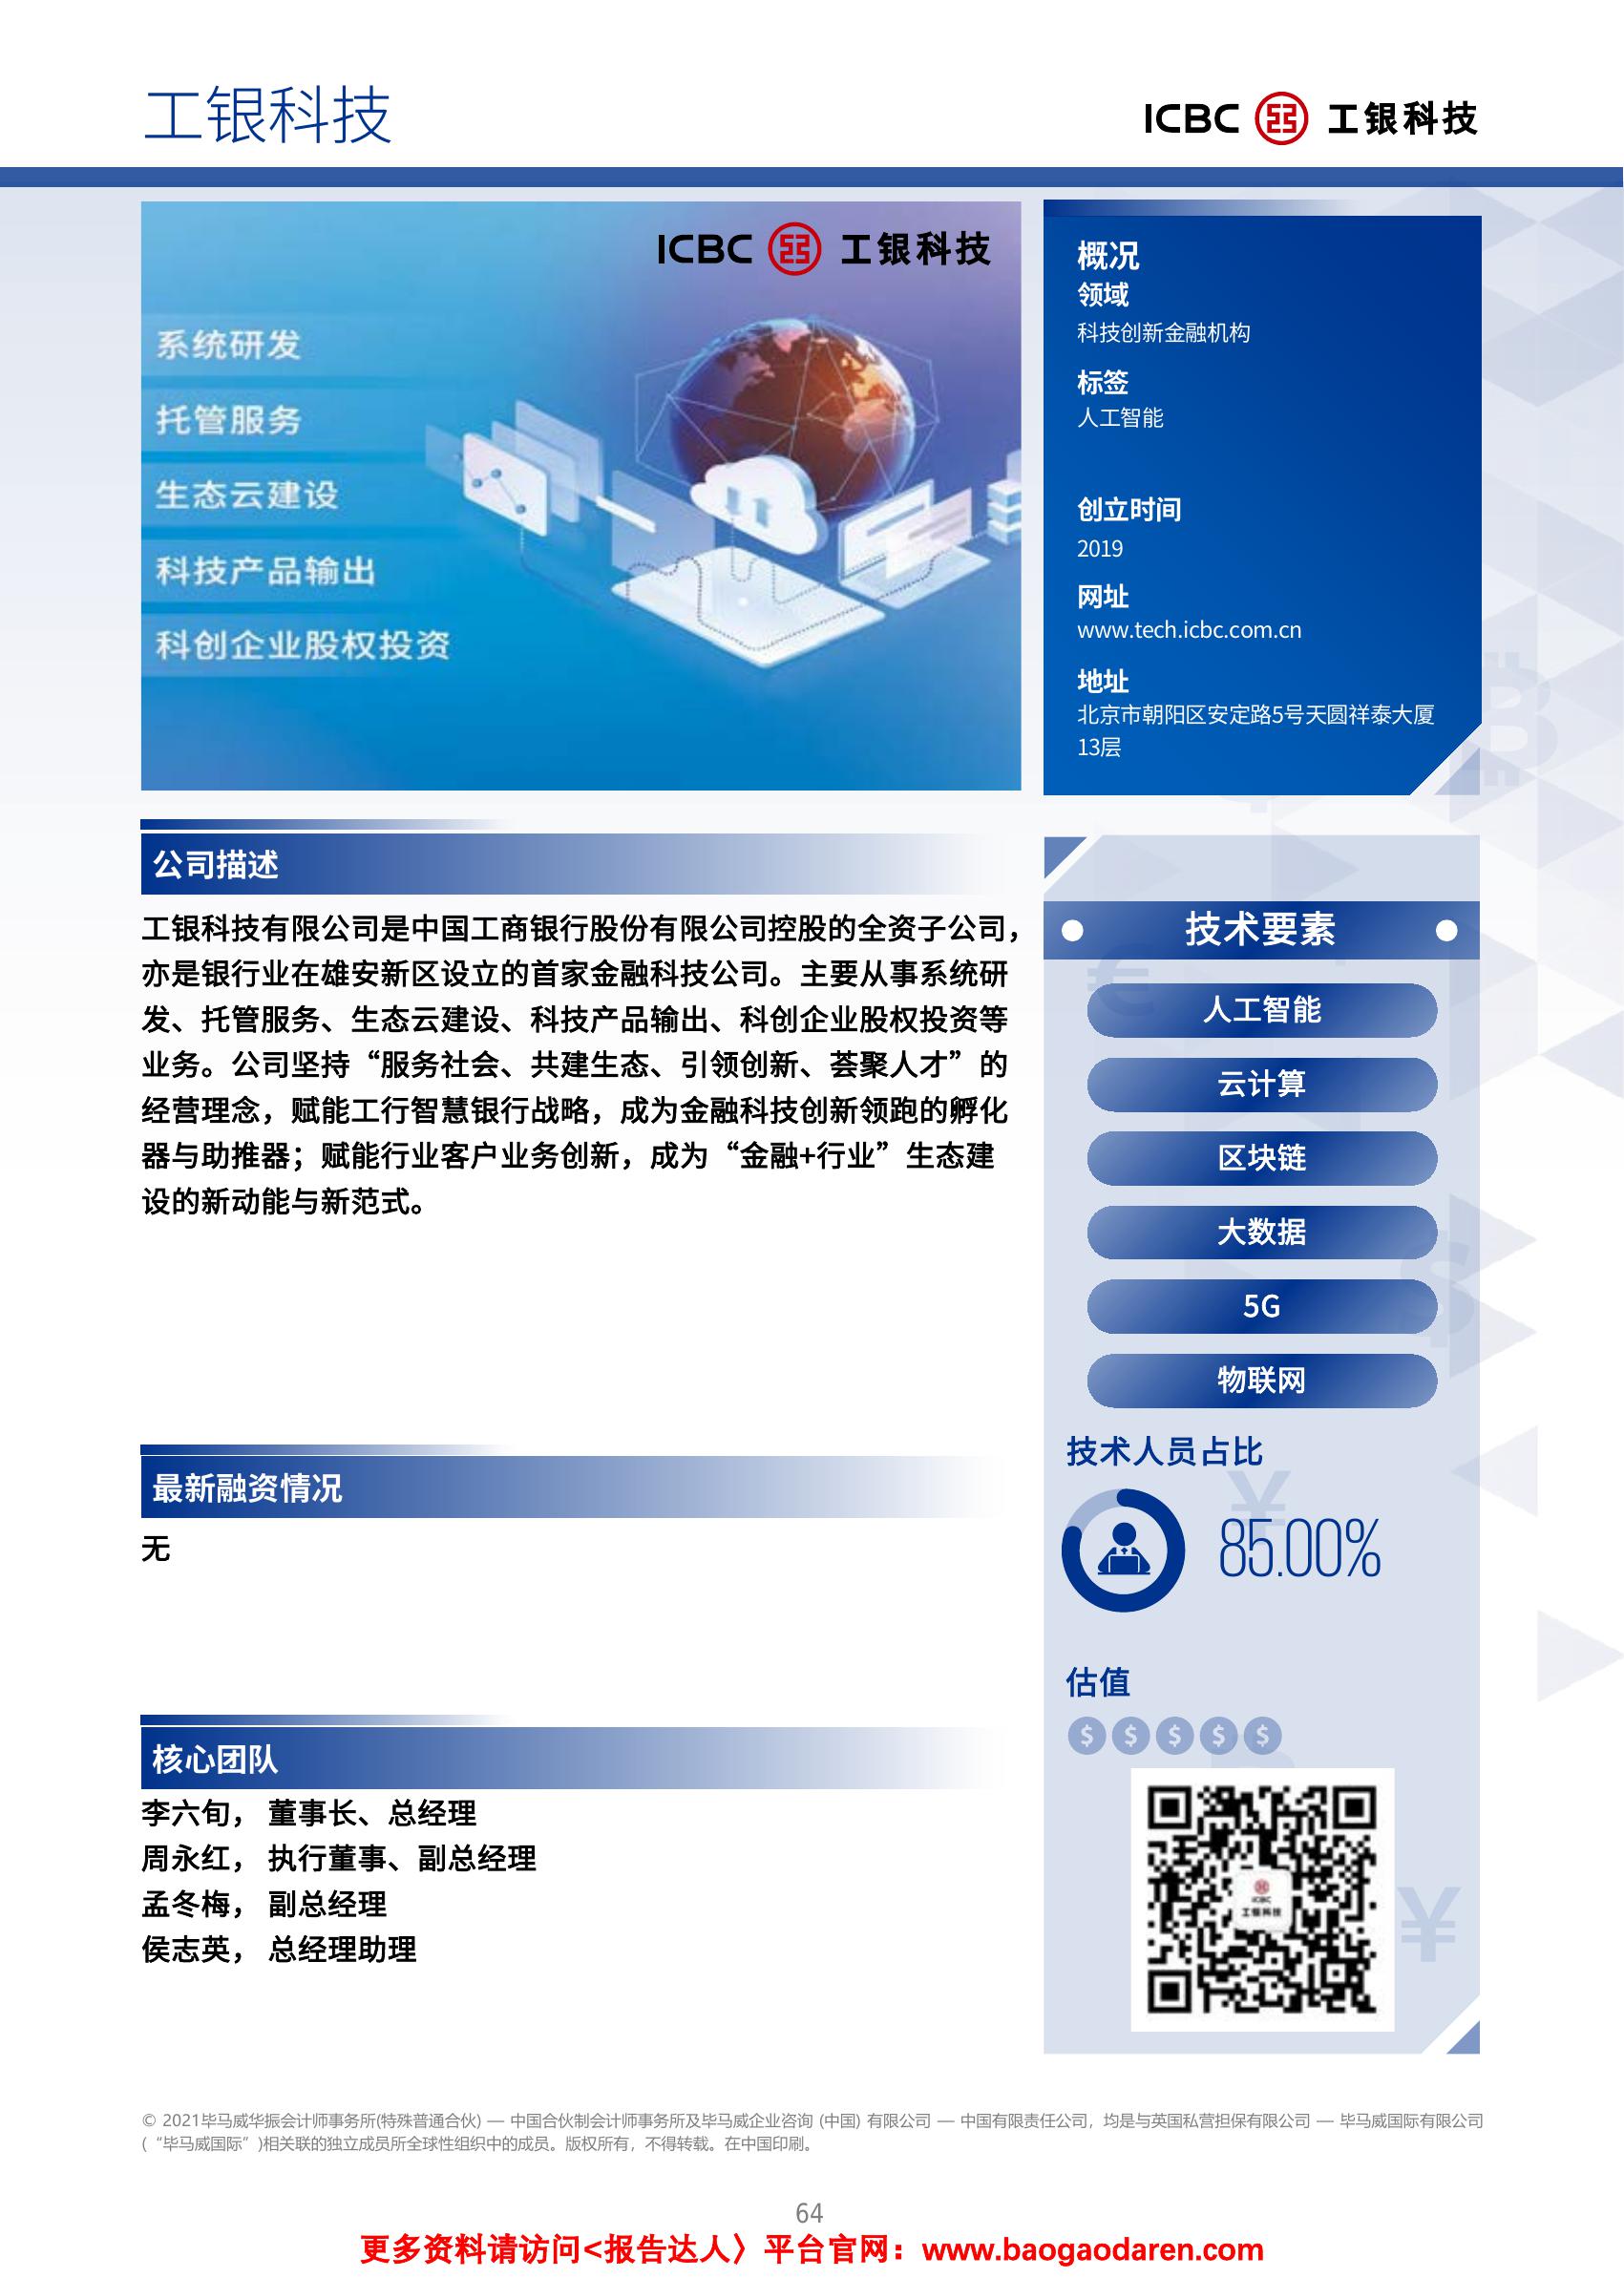 工银科技
ICBC 工银科技
ICBC 工银科技
系统研发
托管服务
生态云建设
科技产品输出
科创企业股权投资
概况
领域
科技创新金融机构
标签
人工智能
创立时间
2019
网址
www.tech.icbc.com.cn
地址
北京市朝阳区安定路5号天圆祥泰大厦
13层
公司描述
工银科技有限公司是中国工商银行股份有限公司控股的全资子公司，
亦是银行业在雄安新区设立的首家金融科技公司。主要从事系统研
发、托管服务、生态云建设、科技产品输出、科创企业股权投资等
业务。公司坚持“服务社会、共建生态、引领创新、荟聚人才”的
经营理念，赋能工行智慧银行战略，成为金融科技创新领跑的孵化
器与助推器；赋能行业客户业务创新，成为“金融+行业”生态建
设的新动能与新范式。
最新融资情况
无
核心团队
李六旬， 董事长、总经理
周永红， 执行董事、副总经理
孟冬梅， 副总经理
侯志英， 总经理助理
技术要素
人工智能
云计算
区块链
大数据
5G
物联网
技术人员占比
85.00%
估值
$ $ $ $ $
ICBC
工银科技
© 2021毕马威华振会计师事务所(特殊普通合伙) — 中国合伙制会计师事务所及毕马威企业咨询 (中国) 有限公司 — 中国有限责任公司，均是与英国私营担保有限公司 — 毕马威国际有限公司
(“毕马威国际”)相关联的独立成员所全球性组织中的成员。版权所有，不得转载。在中国印刷。
64
更多资料请访问<报告达人〉平台官网：www.baogaodaren.com